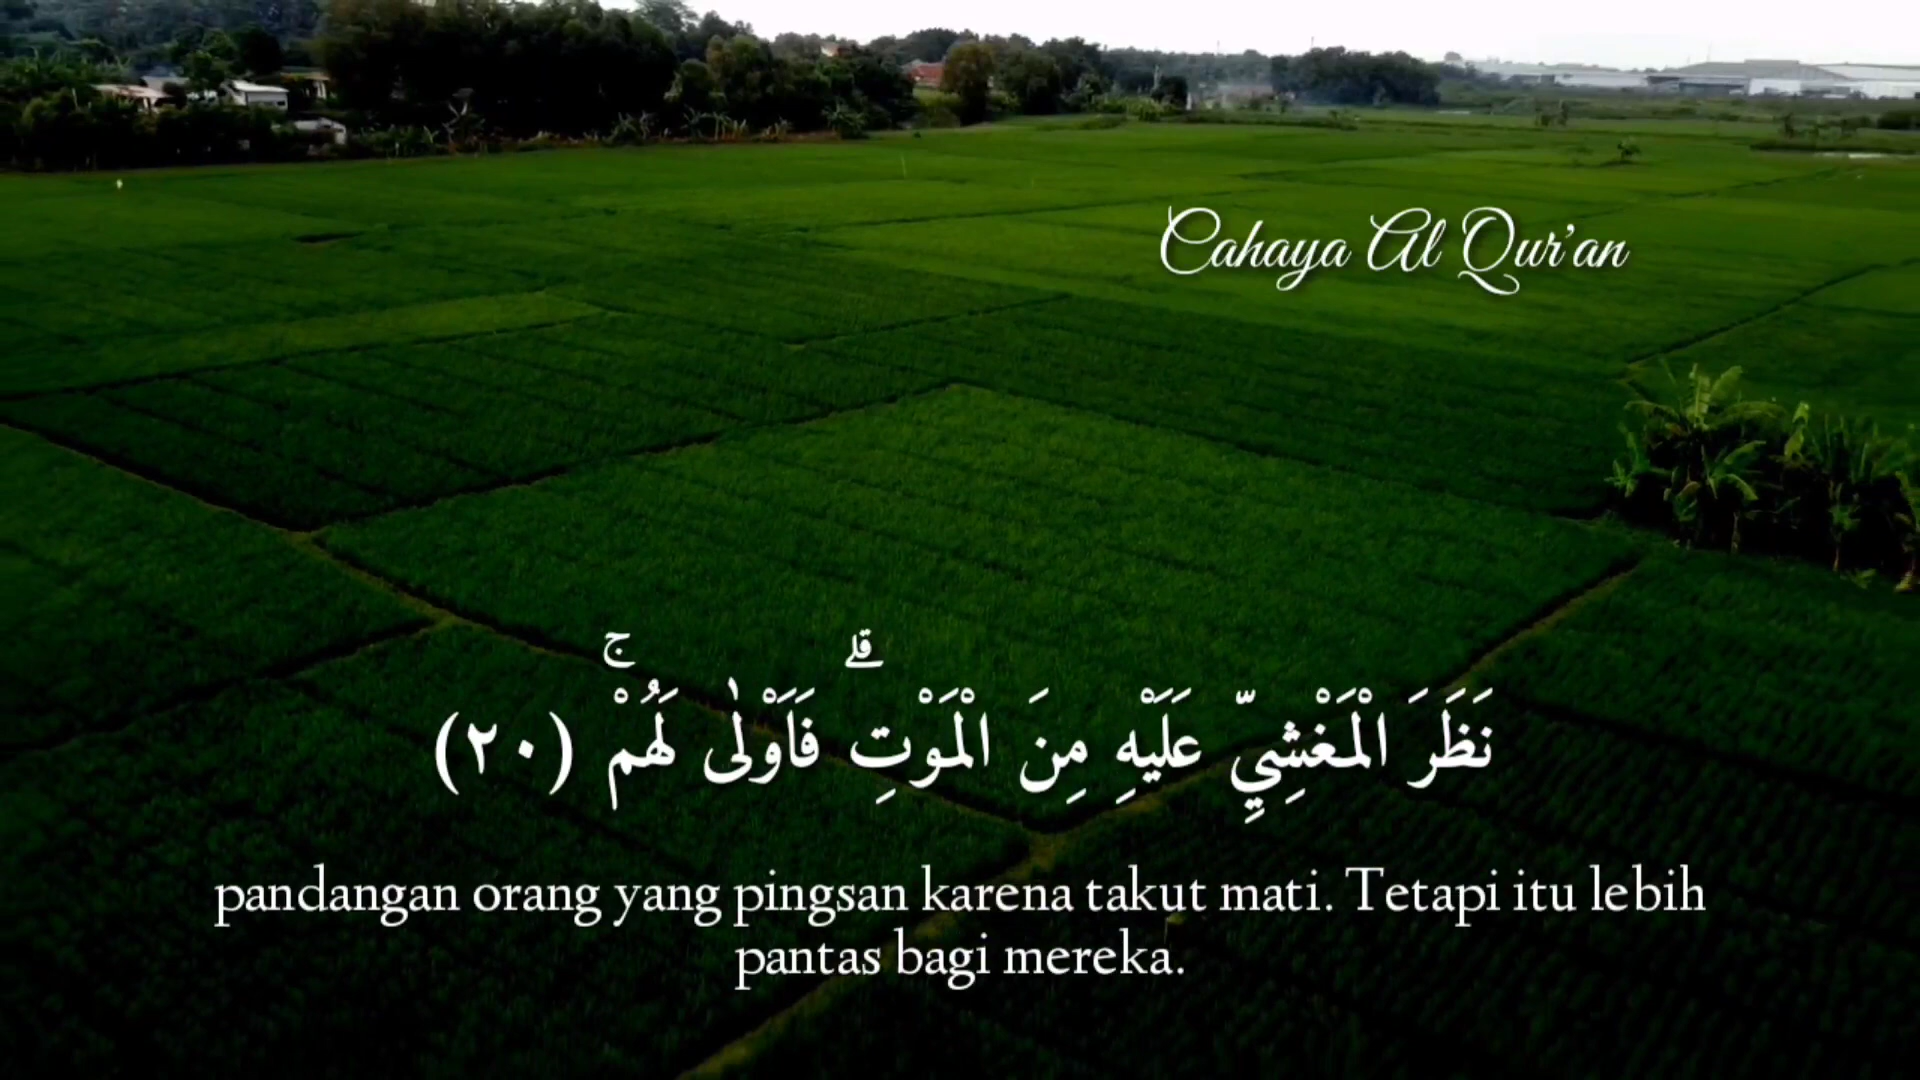 Cahaya Al Qur'an
نَظَرَ الْمَغْشِيِّ عَلَيْهِ مِنَ الْمَوْتِۗ فَاَوْلٰى لَهُمْۚ (٢٠)
pandangan orang yang pingsan karena takut mati. Tetapi itu lebih
pantas bagi mereka.